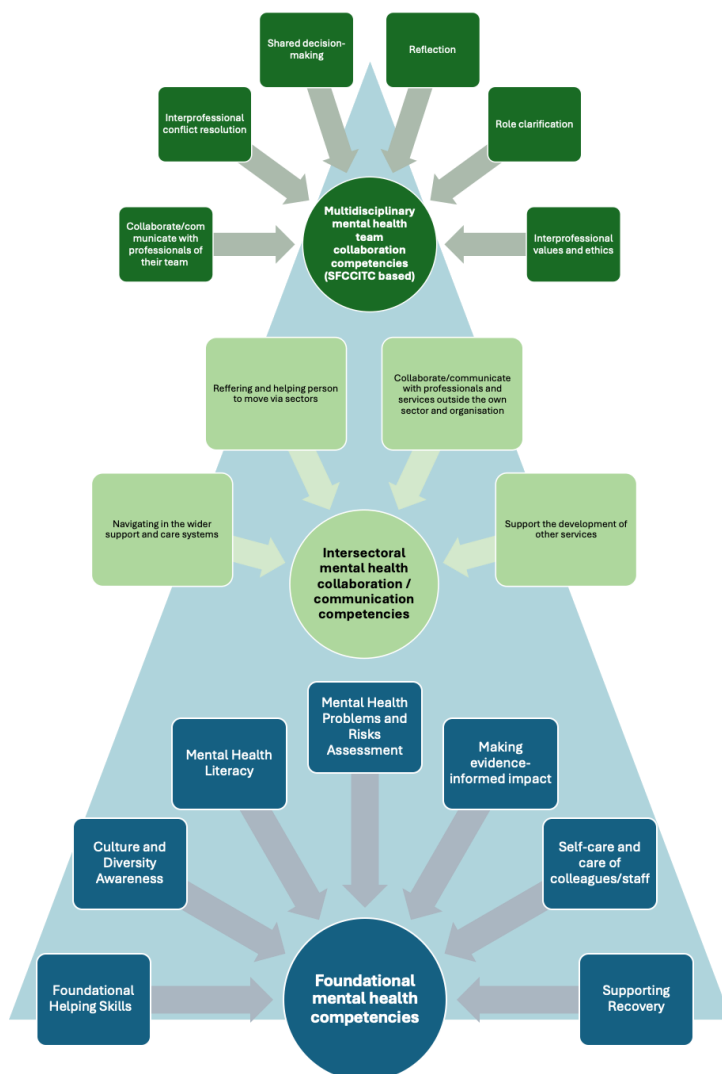 Shared decision-
making
Reflection
Interprofessional
conflict resolution
Role clarification
Collaborate/com
municate with
professionals of
their team
Multidisciplinary
mental health
team
collaboration
competencies
(SFCCITC based)
Interprofessional
values and ethics
Reffering and helping person
to move via sectors
Collaborate/communicate
with professionals and
services outside the own
sector and organisation
Navigating in the wider
support and care systems
Support the development of
other services
Intersectoral
mental health
collaboration /
communication
competencies
Mental Health
Problems and
Risks
Assessment
Mental Health
Literacy
Making
evidence-
informed impact
Culture and
Diversity
Awareness
Self-care and
care of
colleagues/staff
Foundational
Helping Skills
Foundational
mental health
competencies
Supporting
Recovery